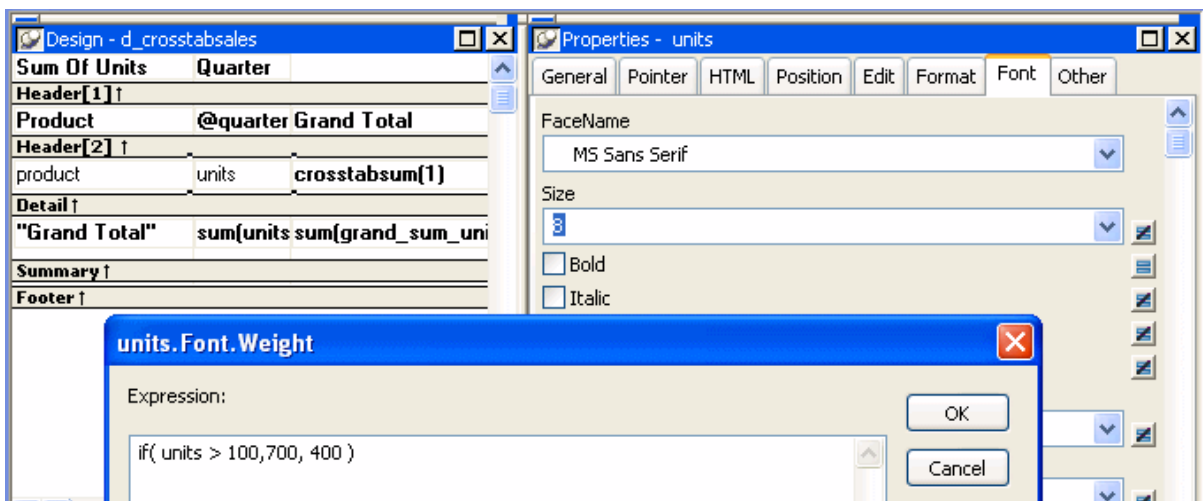 Design - d_crosstabsales
Sum Of Units Quarter
Header[1]↑
Product @quarter Grand Total
Header[2] ↑
product units crosstabsum(1)
Detail ↑
"Grand Total" sum(units sum(grand_sum_uni
Summary ↑
Footer ↑
Properties - units
General Pointer HTML Position Edit Format Font Other
FaceName
MS Sans Serif
Size
8
Bold
Italic
units.Font.Weight
Expression:
if( units > 100,700, 400 )
OK
Cancel